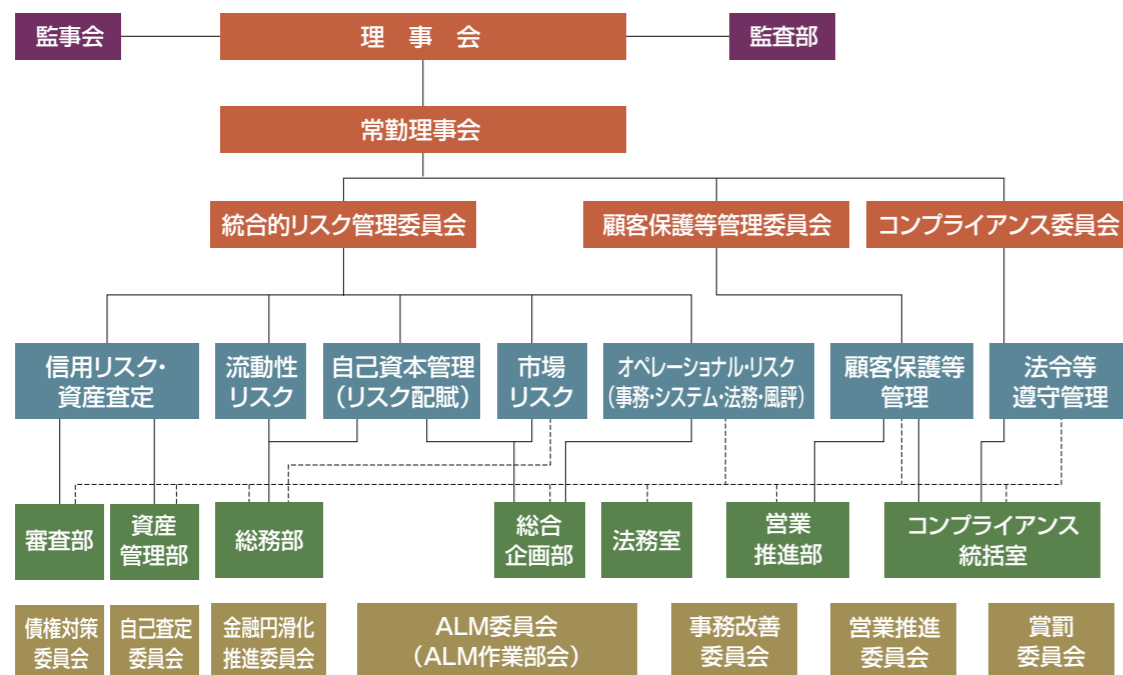 監事会
理 事 会
監査部
常勤理事会
統合的リスク管理委員会
顧客保護等管理委員会
コンプライアンス委員会
信用リスク・
資産査定
流動性
リスク
自己資本管理
（リスク配賦）
市場
リスク
オペレーショナル・リスク
（事務・システム・法務・風評）
顧客保護等
管理
法令等
遵守管理
審査部
資産
管理部
総務部
総合
企画部
法務室
営業
推進部
コンプライアンス
統括室
債権対策
委員会
自己査定
委員会
金融円滑化
推進委員会
ALM委員会
（ALM作業部会）
事務改善
委員会
営業推進
委員会
賞罰
委員会